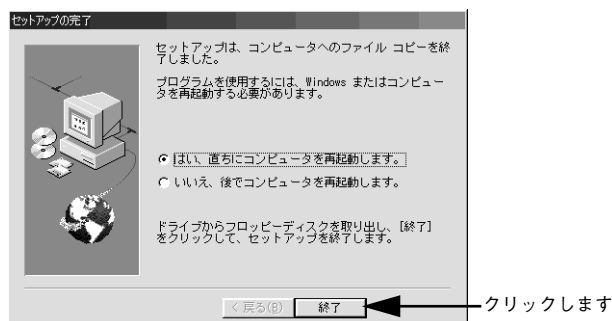 セットアップの完了
セットアップは、コンピュータへのファイル コピーを終
了しました。
プログラムを使用するには、Windows またはコンピュー
タを再起動する必要があります。
はい、直ちにコンピュータを再起動します。
いいえ、後でコンピュータを再起動します。
ドライブからフロッピーディスクを取り出し、[終了]
をクリックして、セットアップを終了します。
< 戻る(B) 終了 クリックします